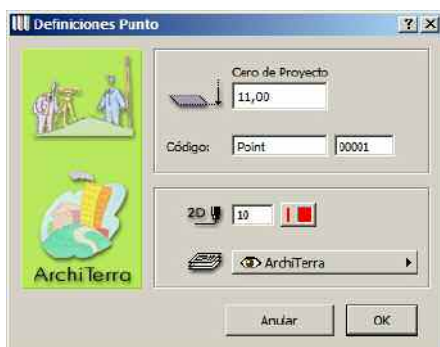 Definiciones Punto
Cero de Proyecto
11,00
Código: Point 00001
2D 10
ArchiTerra
ArchiTerra
Anular OK